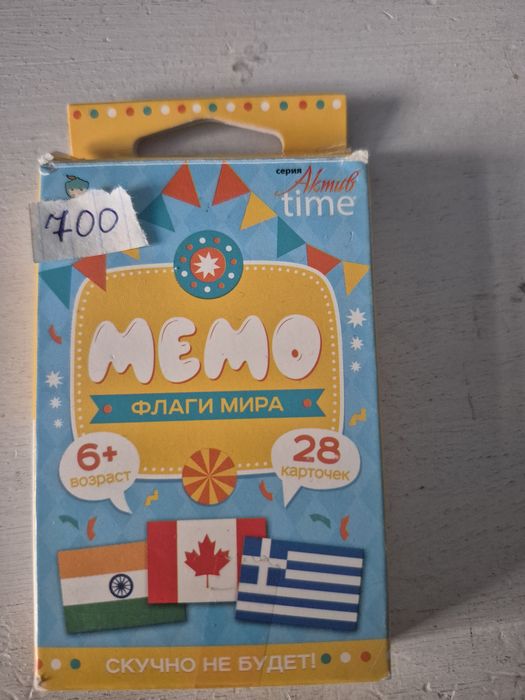 серия
Актив
time
700
МЕМО
ФЛАГИ МИРА
6+
возраст
28
карточек
СКУЧНО НЕ БУДЕТ!